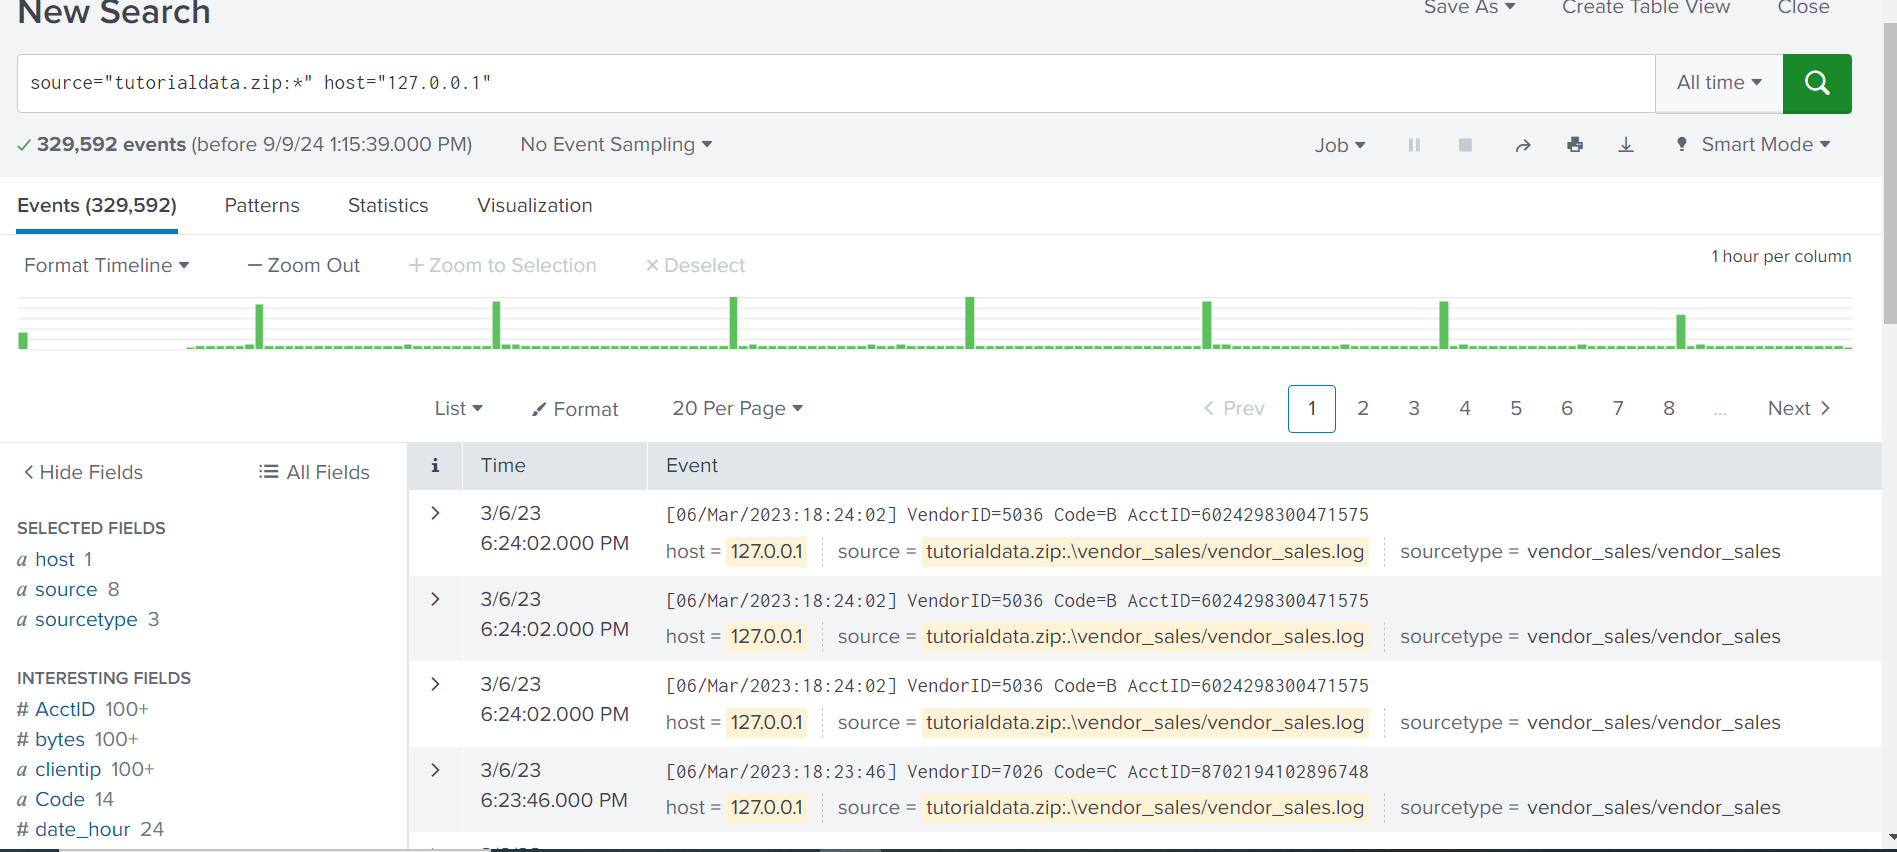 New Search
Save As
Create Table View
Close
source="tutorialdata.zip:*" host="127.0.0.1"
All time
329,592 events (before 9/9/24 1:15:39.000 PM)
No Event Sampling
Job
Smart Mode
Events (329,592)
Patterns
Statistics
Visualization
Format Timeline
— Zoom Out
+ Zoom to Selection
× Deselect
1 hour per column
List
Format
20 Per Page
< Prev
1
2
3
4
5
6
7
8
...
Next >
< Hide Fields
All Fields
i
Time
Event
SELECTED FIELDS
a host 1
a source 8
a sourcetype 3
INTERESTING FIELDS
# AcctID 100+
# bytes 100+
a clientip 100+
a Code 14
# date_hour 24
3/6/23
6:24:02.000 PM
[06/Mar/2023:18:24:02] VendorID=5036 Code=B AcctID=6024298300471575
host = 127.0.0.1
source = tutorialdata.zip:.\vendor_sales/vendor_sales.log
sourcetype = vendor_sales/vendor_sales
3/6/23
6:24:02.000 PM
[06/Mar/2023:18:24:02] VendorID=5036 Code=B AcctID=6024298300471575
host = 127.0.0.1
source = tutorialdata.zip:.\vendor_sales/vendor_sales.log
sourcetype = vendor_sales/vendor_sales
3/6/23
6:24:02.000 PM
[06/Mar/2023:18:24:02] VendorID=5036 Code=B AcctID=6024298300471575
host = 127.0.0.1
source = tutorialdata.zip:.\vendor_sales/vendor_sales.log
sourcetype = vendor_sales/vendor_sales
3/6/23
6:23:46.000 PM
[06/Mar/2023:18:23:46] VendorID=7026 Code=C AcctID=8702194102896748
host = 127.0.0.1
source = tutorialdata.zip:.\vendor_sales/vendor_sales.log
sourcetype = vendor_sales/vendor_sales